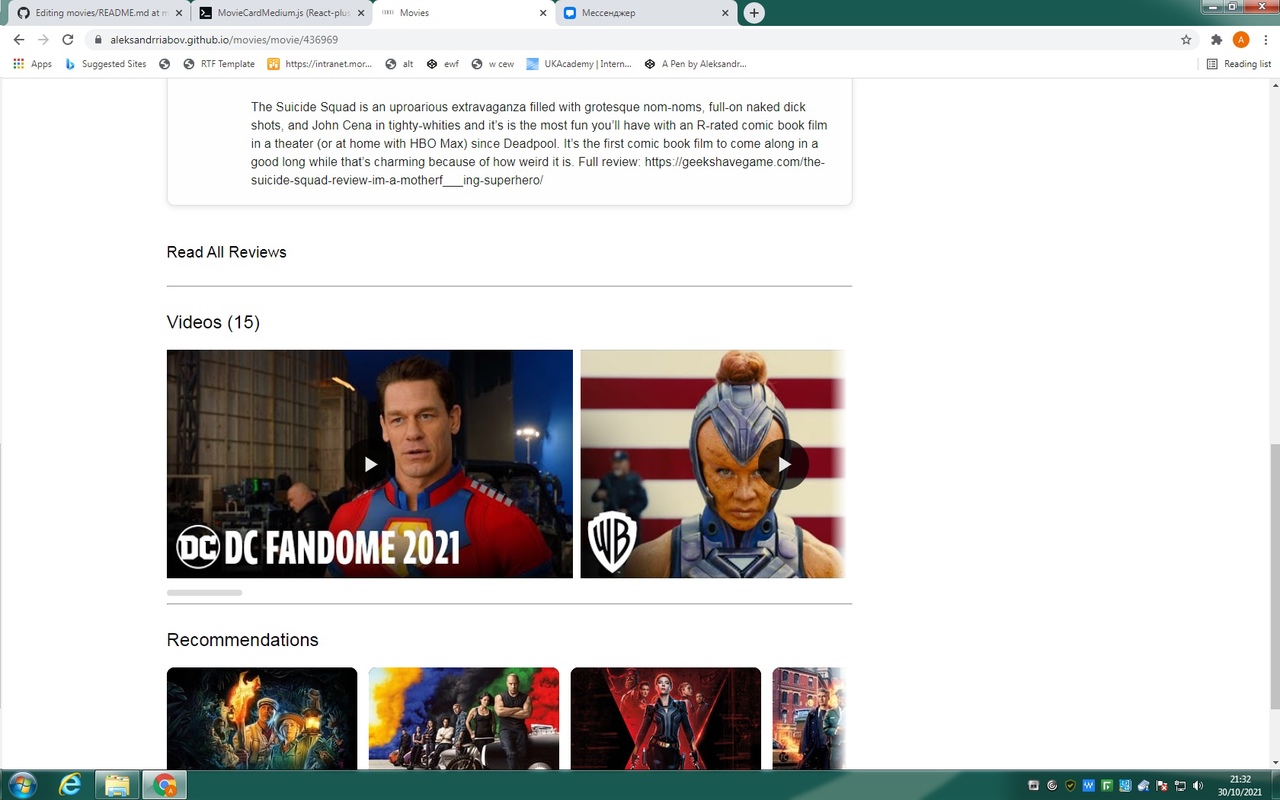 Editing movies/README.md at m
MovieCardMedium.js (React-plus
Movies
Мессенджер
aleksandrriabov.github.io/movies/movie/436969
A
Apps
Suggested Sites
RTF Template
https://intranet.mor...
alt
ewf
w cew
UKAcademy | Intern...
A Pen by Aleksandr...
Reading list
The Suicide Squad is an uproarious extravaganza filled with grotesque nom-noms, full-on naked dick
shots, and John Cena in tighty-whities and it's is the most fun you'll have with an R-rated comic book film
in a theater (or at home with HBO Max) since Deadpool. It's the first comic book film to come along in a
good long while that's charming because of how weird it is. Full review: https://geekshavegame.com/the-
suicide-squad-review-im-a-motherf___ing-superhero/
Read All Reviews
Videos (15)
DC DC FANDOME 2021
WB
Recommendations
21:32
30/10/2021